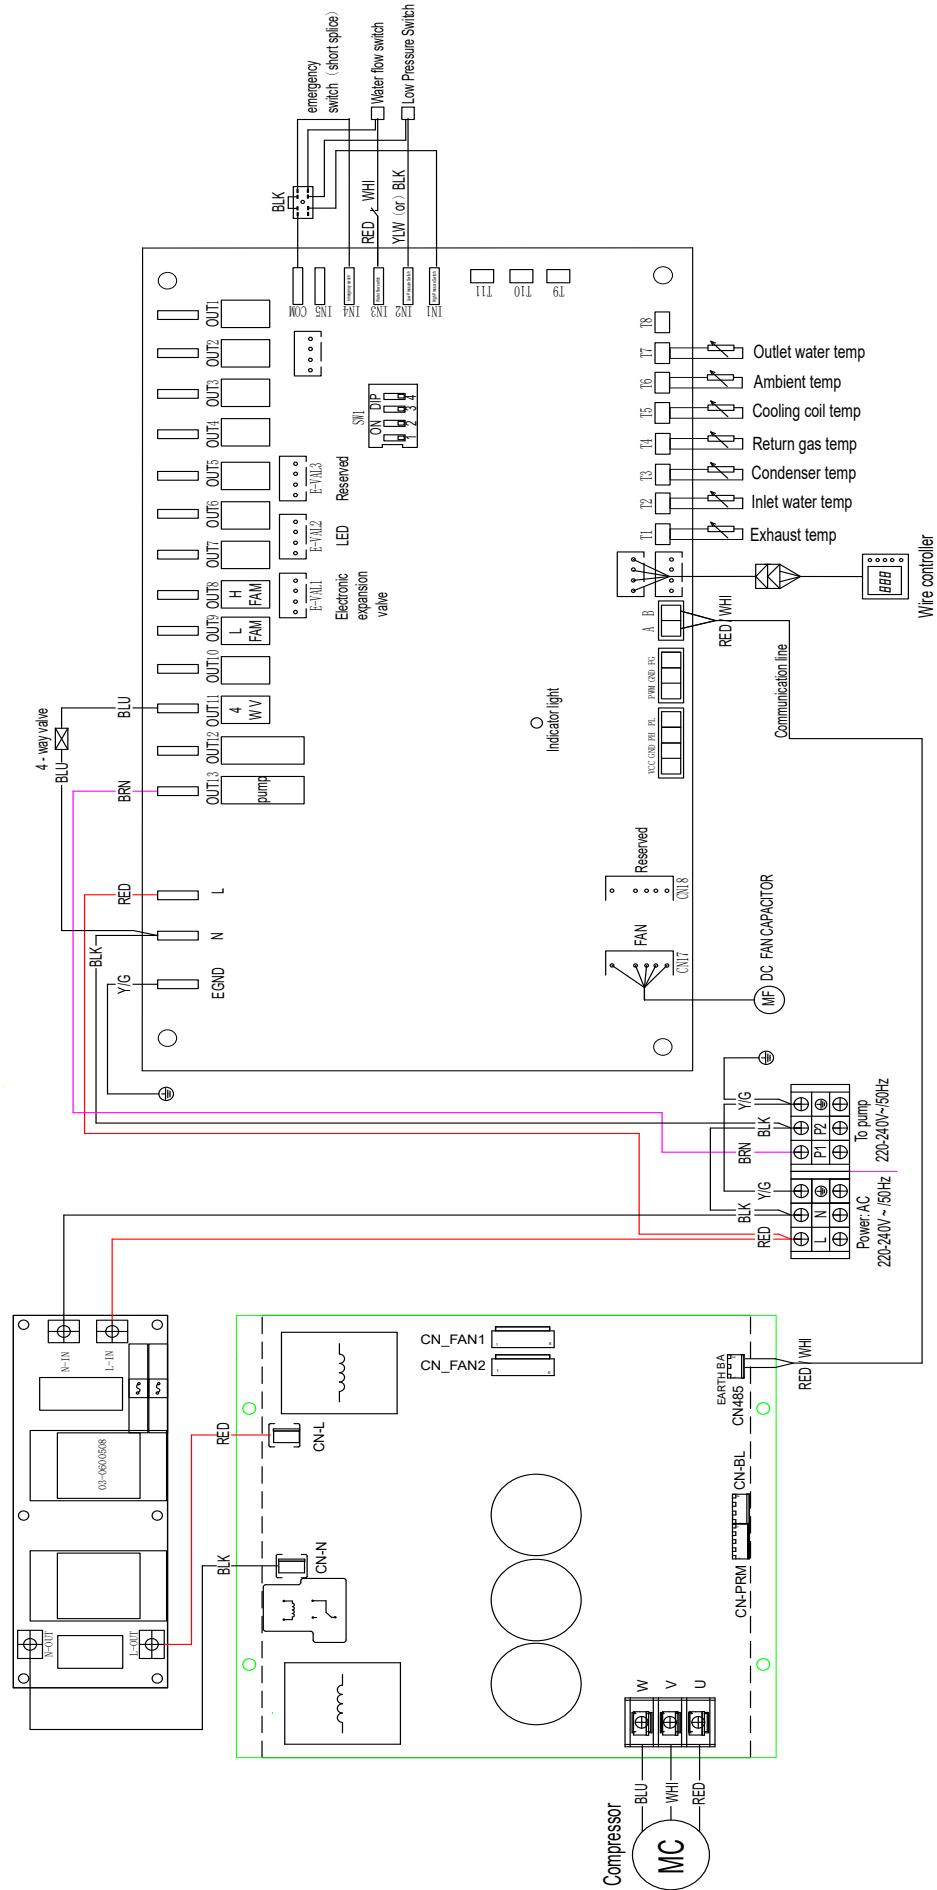 emergency
switch（short splice）
Water flow switch
Low Pressure Switch
BLK
RED
WHI
YLW（or）BLK
COM
IN5
IN4
IN3
IN2
IN1
T11
T10
T9
T8
T7
T6
T5
T4
T3
T2
T1
Outlet water temp
Ambient temp
Cooling coil temp
Return gas temp
Condenser temp
Inlet water temp
Exhaust temp
Wire controller
888
OUT1
OUT2
OUT3
OUT4
OUT5
OUT6
OUT7
OUT8
OUT9
OUT10
OUT11
OUT12
OUT13
H
FAM
L
FAM
4
WV
pump
SW1
ON DIP
1 2 3 4
E-VAL3
Reserved
E-VAL2
LED
E-VAL1
Electronic
expansion
valve
Indicator light
A B
RED
WHI
Communication line
PWM GND FG
VCC GND PH PL
4 - way valve
BLU
BLU
BRN
RED
BLK
Y/G
L
N
EGND
Reserved
CN18
FAN
CN17
MF
DC FAN CAPACITOR
Y/G
BLK
BRN
Y/G
BLK
RED
P2
P1
N
L
To pump
220-240V~/50Hz
Power: AC
220-240V ~ /50Hz
N-IN
L-IN
03-0600508
N-OUT
L-OUT
RED
BLK
CN-L
CN-N
CN_FAN1
CN_FAN2
EARTH B A
CN485
RED
WHI
CN-BL
CN-PRM
W
V
U
BLU
WHI
RED
Compressor
MC